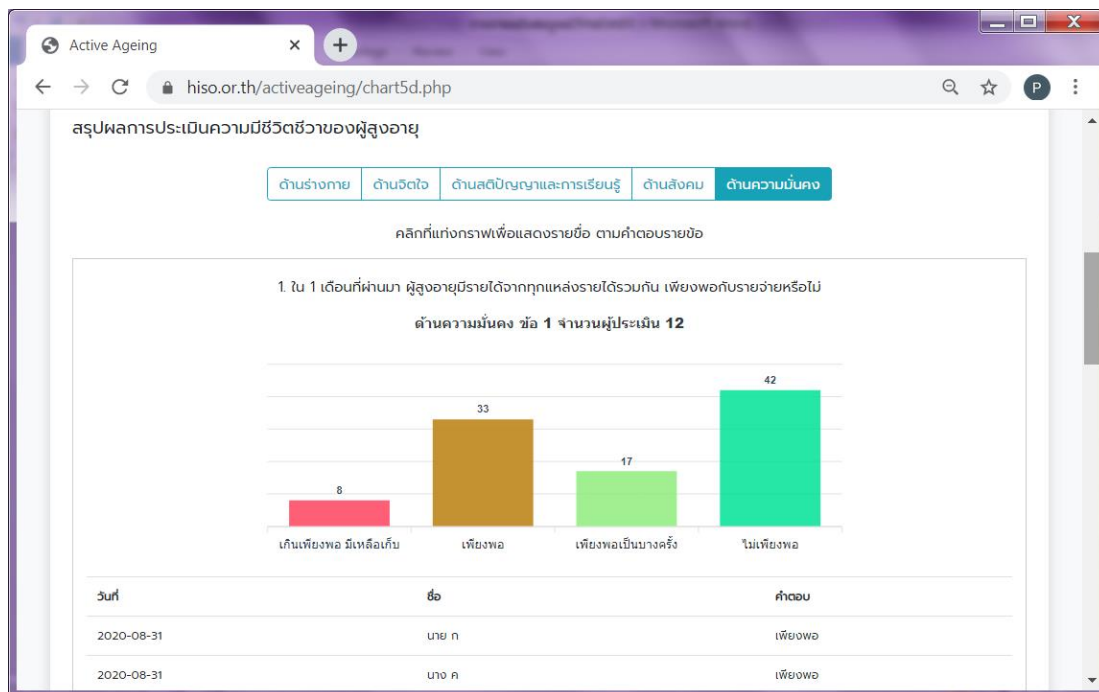 Active Ageing
hiso.or.th/activeageing/chart5d.php
P
สรุปผลการประเมินความมีชีวิตชีวาของผู้สูงอายุ
ด้านร่างกาย ด้านจิตใจ ด้านสติปัญญาและการเรียนรู้ ด้านสังคม ด้านความมั่นคง
คลิกที่แท่งกราฟเพื่อแสดงรายชื่อ ตามคำตอบรายข้อ
1. ใน 1 เดือนที่ผ่านมา ผู้สูงอายุมีรายได้จากทุกแหล่งรายได้รวมกัน เพียงพอกับรายจ่ายหรือไม่
ด้านความมั่นคง ข้อ 1 จำนวนผู้ประเมิน 12
42
33
17
8
เกินเพียงพอ มีเหลือเก็บ เพียงพอ เพียงพอเป็นบางครั้ง ไม่เพียงพอ
วันที่ ชื่อ คำตอบ
2020-08-31 นาย ก เพียงพอ
2020-08-31 นาง ค เพียงพอ